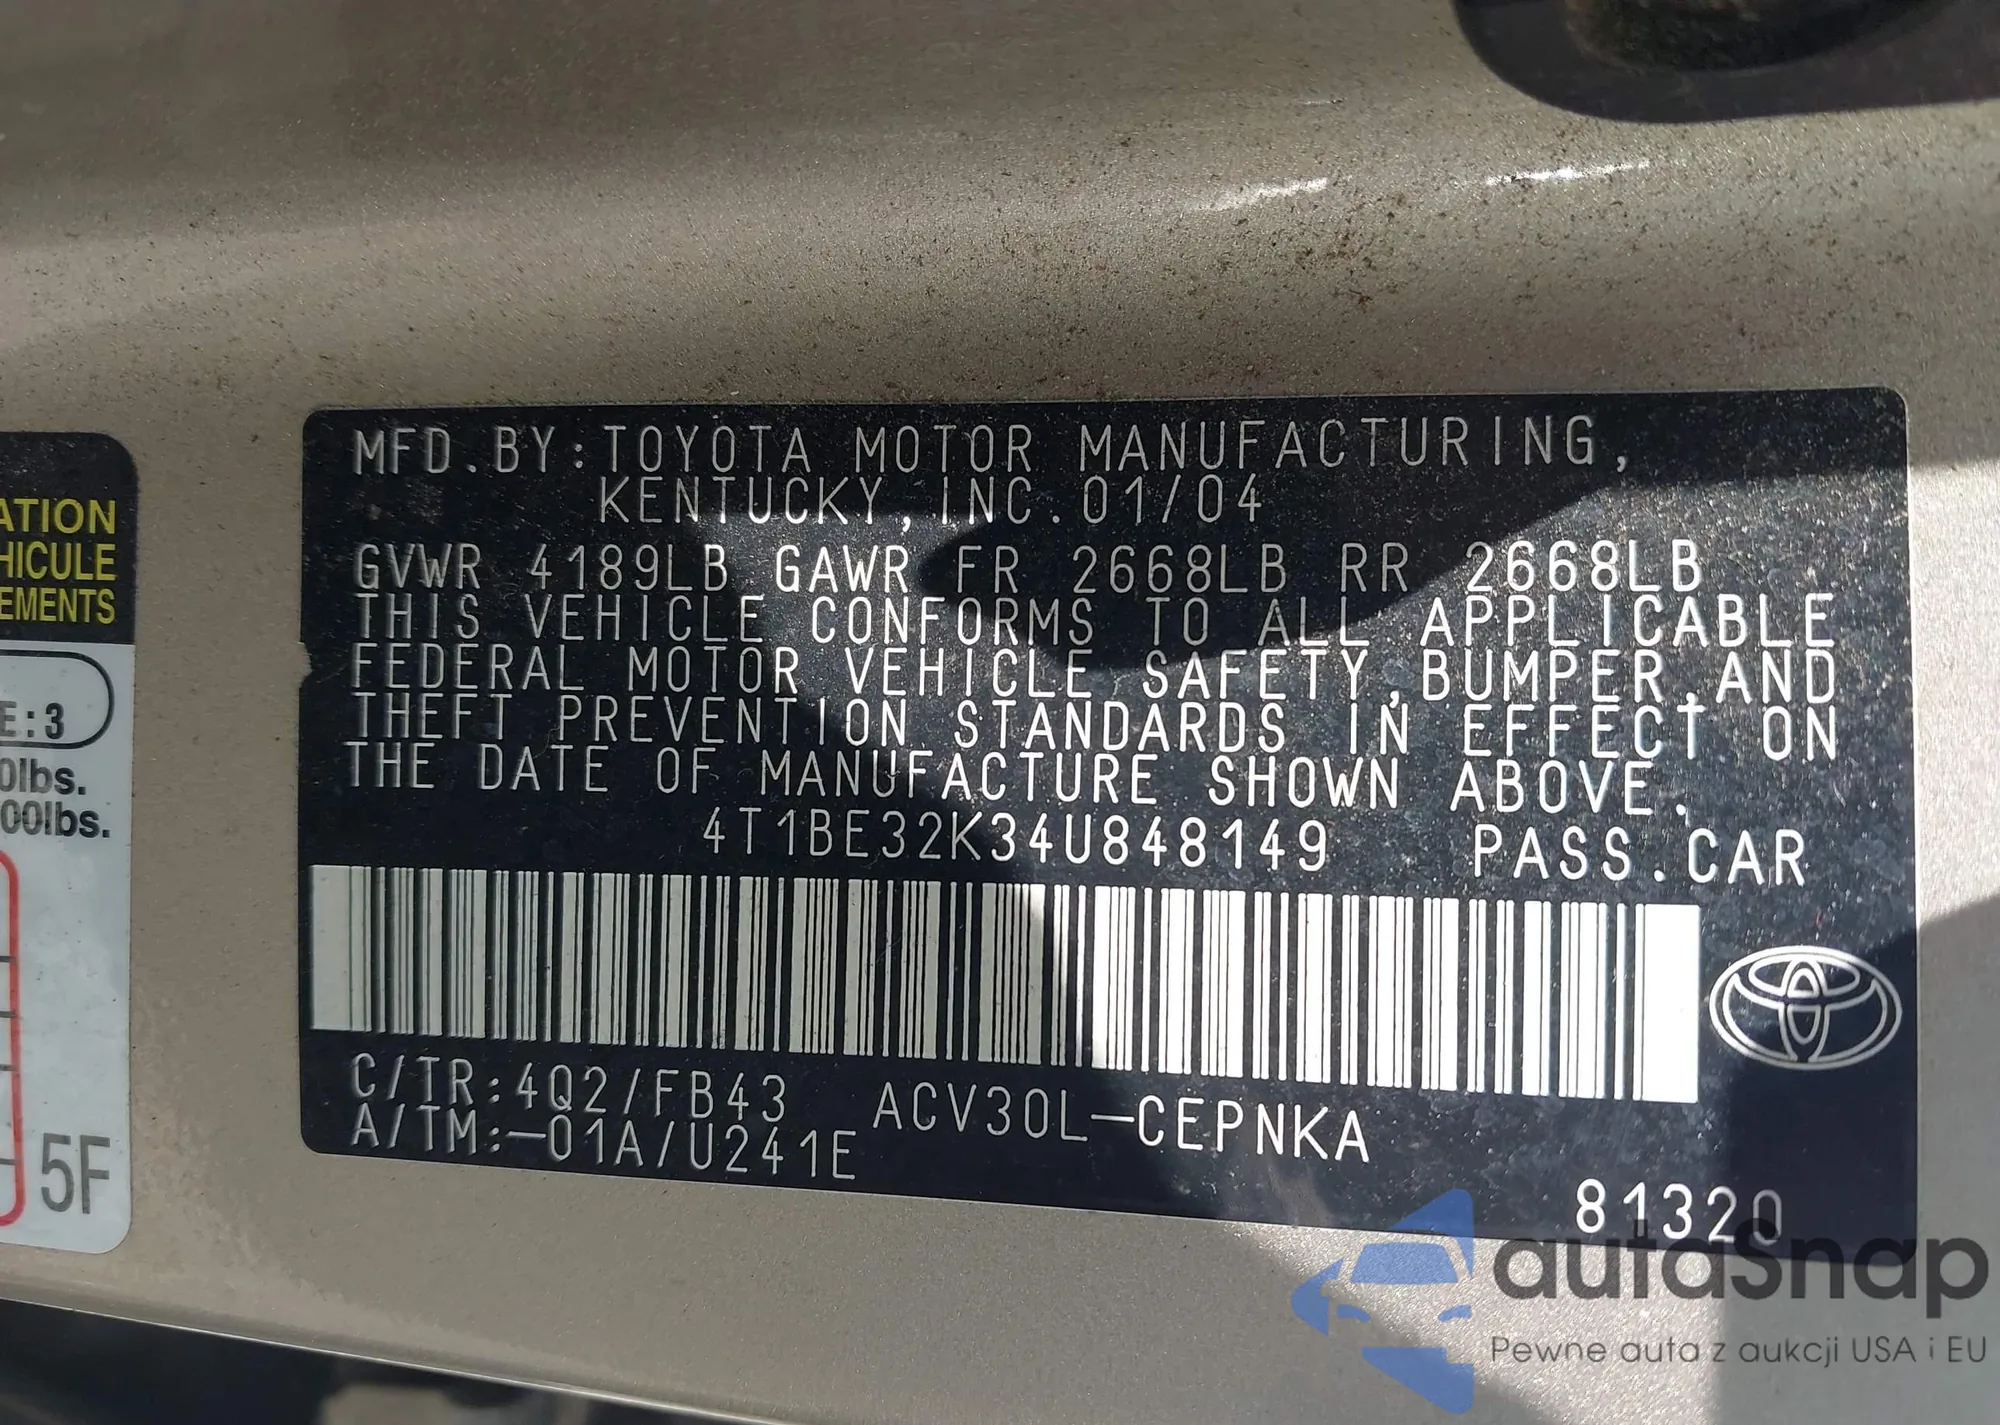 MFD.BY:TOYOTA MOTOR MANUFACTURING,
KENTUCKY, INC.01/04
GVWR 4189LB GAWR FR 2668LB RR 2668LB
THIS VEHICLE CONFORMS TO ALL APPLICABLE
FEDERAL MOTOR VEHICLE SAFETY,BUMPER,AND
THEFT PREVENTION STANDARDS IN EFFECT ON
THE DATE OF MANUFACTURE SHOWN ABOVE.
4T1BE32K34U848149 PASS.CAR
C/TR:4Q2/FB43 ACV30L-CEPNKA
A/TM:-01A/U241E
81320
ATION
HICULE
EMENTS
E:3
0lbs.
00lbs.
5F
autaSnap
Pewne auta z aukcji USA i EU